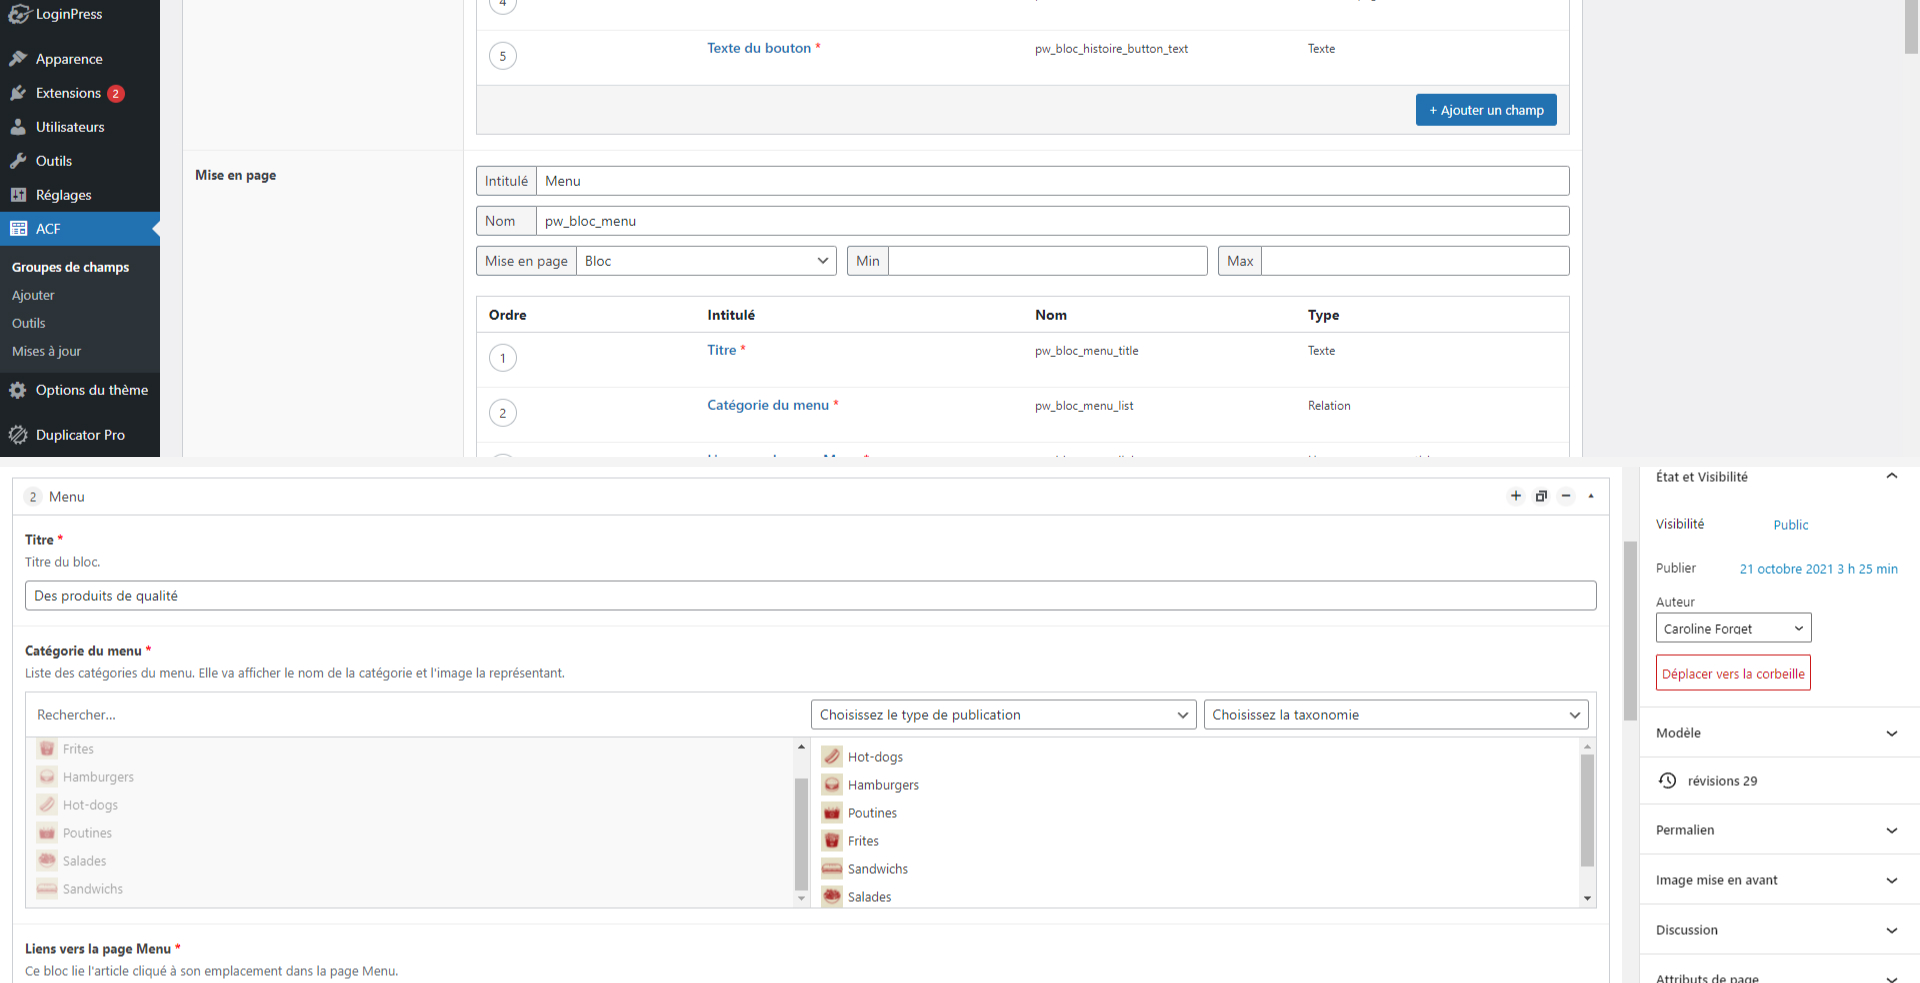 LoginPress
Apparence
Extensions 2
Utilisateurs
Outils
Réglages
ACF
Groupes de champs
Ajouter
Outils
Mises à jour
Options du thème
Duplicator Pro
4
5 Texte du bouton * pw_bloc_histoire_button_text Texte
+ Ajouter un champ
Mise en page
Intitulé Menu
Nom pw_bloc_menu
Mise en page Bloc Min Max
Ordre Intitulé Nom Type
1 Titre * pw_bloc_menu_title Texte
2 Catégorie du menu * pw_bloc_menu_list Relation
2 Menu
Titre *
Titre du bloc.
Des produits de qualité
Catégorie du menu *
Liste des catégories du menu. Elle va afficher le nom de la catégorie et l'image la représentant.
Rechercher... Choisissez le type de publication Choisissez la taxonomie
Frites
Hamburgers
Hot-dogs
Poutines
Salades
Sandwichs
Hot-dogs
Hamburgers
Poutines
Frites
Sandwichs
Salades
Liens vers la page Menu *
Ce bloc lie l'article cliqué à son emplacement dans la page Menu.
État et Visibilité
Visibilité Public
Publier 21 octobre 2021 3 h 25 min
Auteur
Caroline Forget
Déplacer vers la corbeille
Modèle
révisions 29
Permalien
Image mise en avant
Discussion
Attributs de page